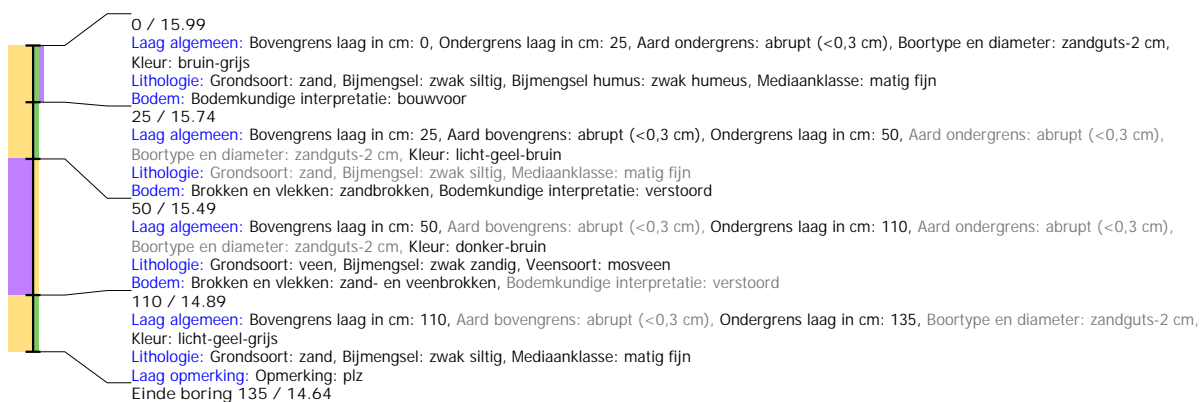 0 / 15.99
Laag algemeen: Bovengrens laag in cm: 0, Ondergrens laag in cm: 25, Aard ondergrens: abrupt (<0,3 cm), Boortype en diameter: zandguts-2 cm,
Kleur: bruin-grijs
Lithologie: Grondsoort: zand, Bijmengsel: zwak siltig, Bijmengsel humus: zwak humeus, Mediaanklasse: matig fijn
Bodem: Bodemkundige interpretatie: bouwvoor
25 / 15.74
Laag algemeen: Bovengrens laag in cm: 25, Aard bovengrens: abrupt (<0,3 cm), Ondergrens laag in cm: 50, Aard ondergrens: abrupt (<0,3 cm),
Boortype en diameter: zandguts-2 cm, Kleur: licht-geel-bruin
Lithologie: Grondsoort: zand, Bijmengsel: zwak siltig, Mediaanklasse: matig fijn
Bodem: Brokken en vlekken: zandbrokken, Bodemkundige interpretatie: verstoord
50 / 15.49
Laag algemeen: Bovengrens laag in cm: 50, Aard bovengrens: abrupt (<0,3 cm), Ondergrens laag in cm: 110, Aard ondergrens: abrupt (<0,3 cm),
Boortype en diameter: zandguts-2 cm, Kleur: donker-bruin
Lithologie: Grondsoort: veen, Bijmengsel: zwak zandig, Veensoort: mosveen
Bodem: Brokken en vlekken: zand- en veenbrokken, Bodemkundige interpretatie: verstoord
110 / 14.89
Laag algemeen: Bovengrens laag in cm: 110, Aard bovengrens: abrupt (<0,3 cm), Ondergrens laag in cm: 135, Boortype en diameter: zandguts-2 cm,
Kleur: licht-geel-grijs
Lithologie: Grondsoort: zand, Bijmengsel: zwak siltig, Mediaanklasse: matig fijn
Laag opmerking: Opmerking: plz
Einde boring 135 / 14.64